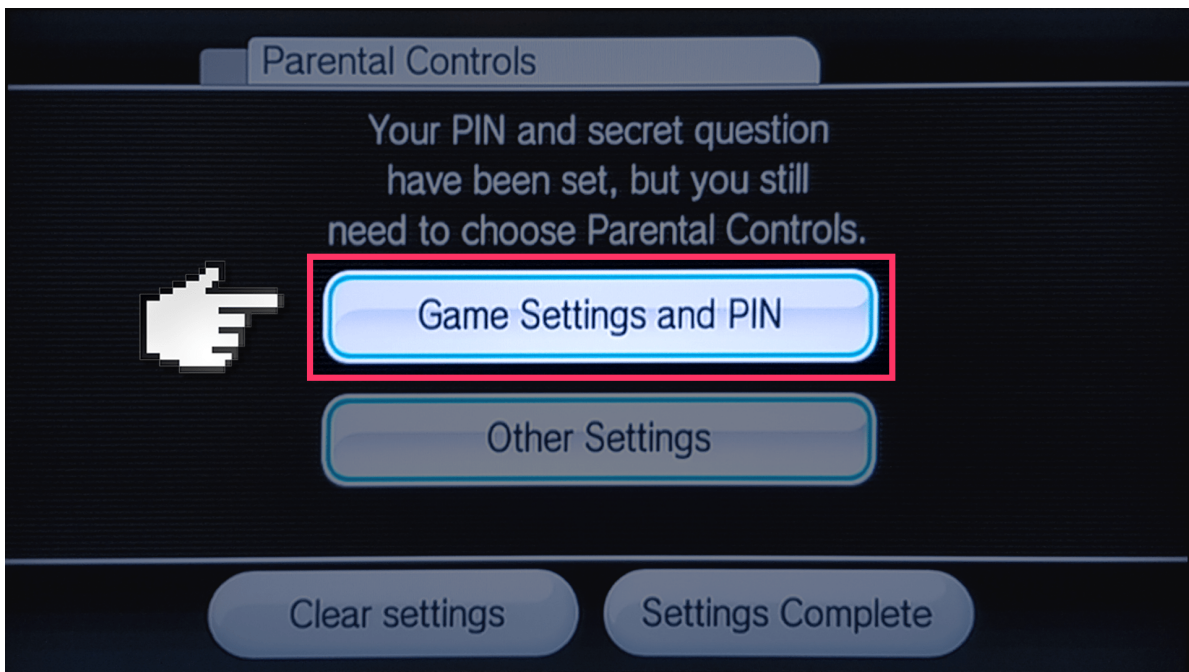 Parental Controls
Your PIN and secret question
have been set, but you still
need to choose Parental Controls.
Game Settings and PIN
Other Settings
Clear settings
Settings Complete